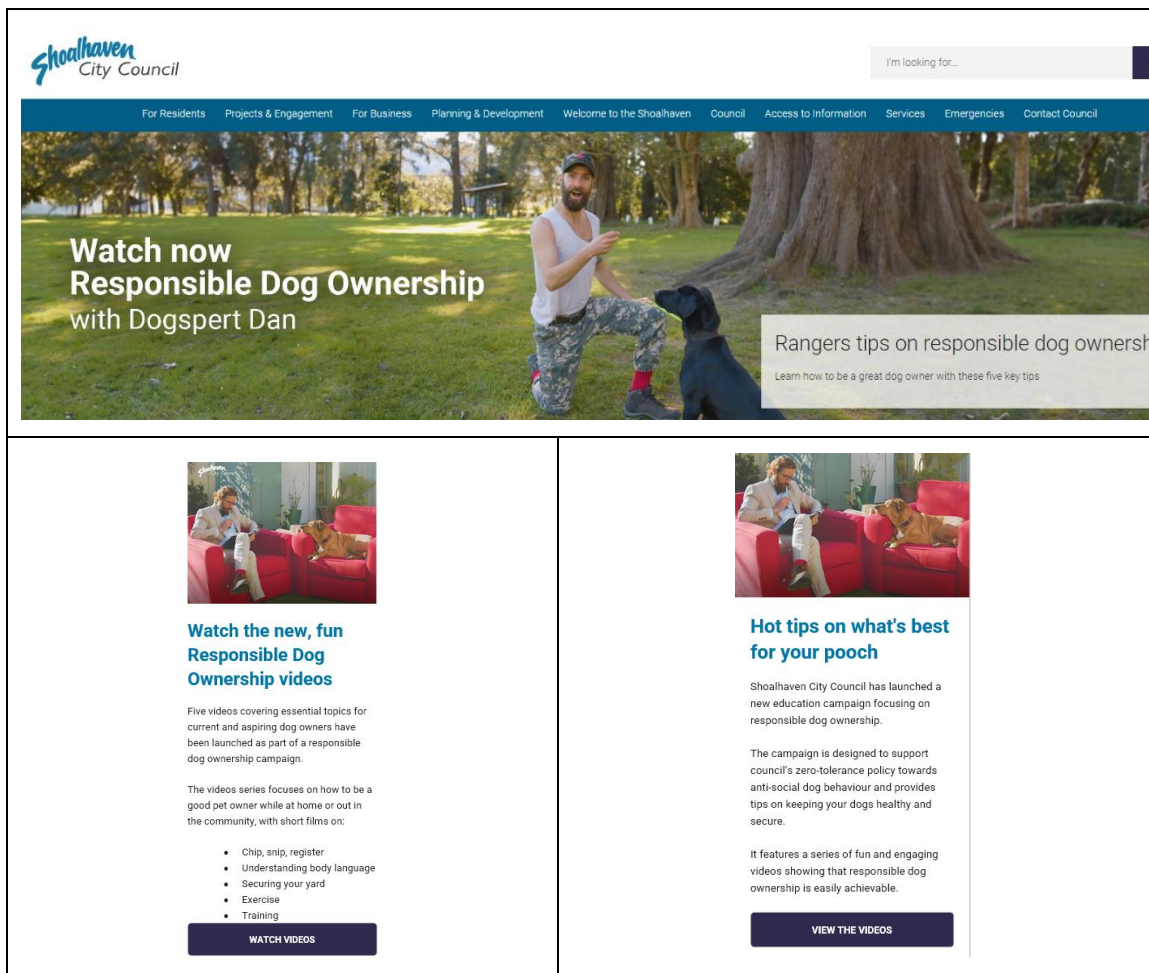 Shoalhaven
City Council
I'm looking for...
For Residents Projects & Engagement For Business Planning & Development Welcome to the Shoalhaven Council Access to Information Services Emergencies Contact Council
Watch now
Responsible Dog Ownership
with Dogspert Dan
Rangers tips on responsible dog ownersh
Learn how to be a great dog owner with these five key tips
Shoalhaven
City Council
Watch the new, fun
Responsible Dog
Ownership videos
Five videos covering essential topics for
current and aspiring dog owners have
been launched as part of a responsible
dog ownership campaign.
The videos series focuses on how to be a
good pet owner while at home or out in
the community, with short films on:
• Chip, snip, register
• Understanding body language
• Securing your yard
• Exercise
• Training
WATCH VIDEOS
Hot tips on what's best
for your pooch
Shoalhaven City Council has launched a
new education campaign focusing on
responsible dog ownership.
The campaign is designed to support
council's zero-tolerance policy towards
anti-social dog behaviour and provides
tips on keeping your dogs healthy and
secure.
It features a series of fun and engaging
videos showing that responsible dog
ownership is easily achievable.
VIEW THE VIDEOS